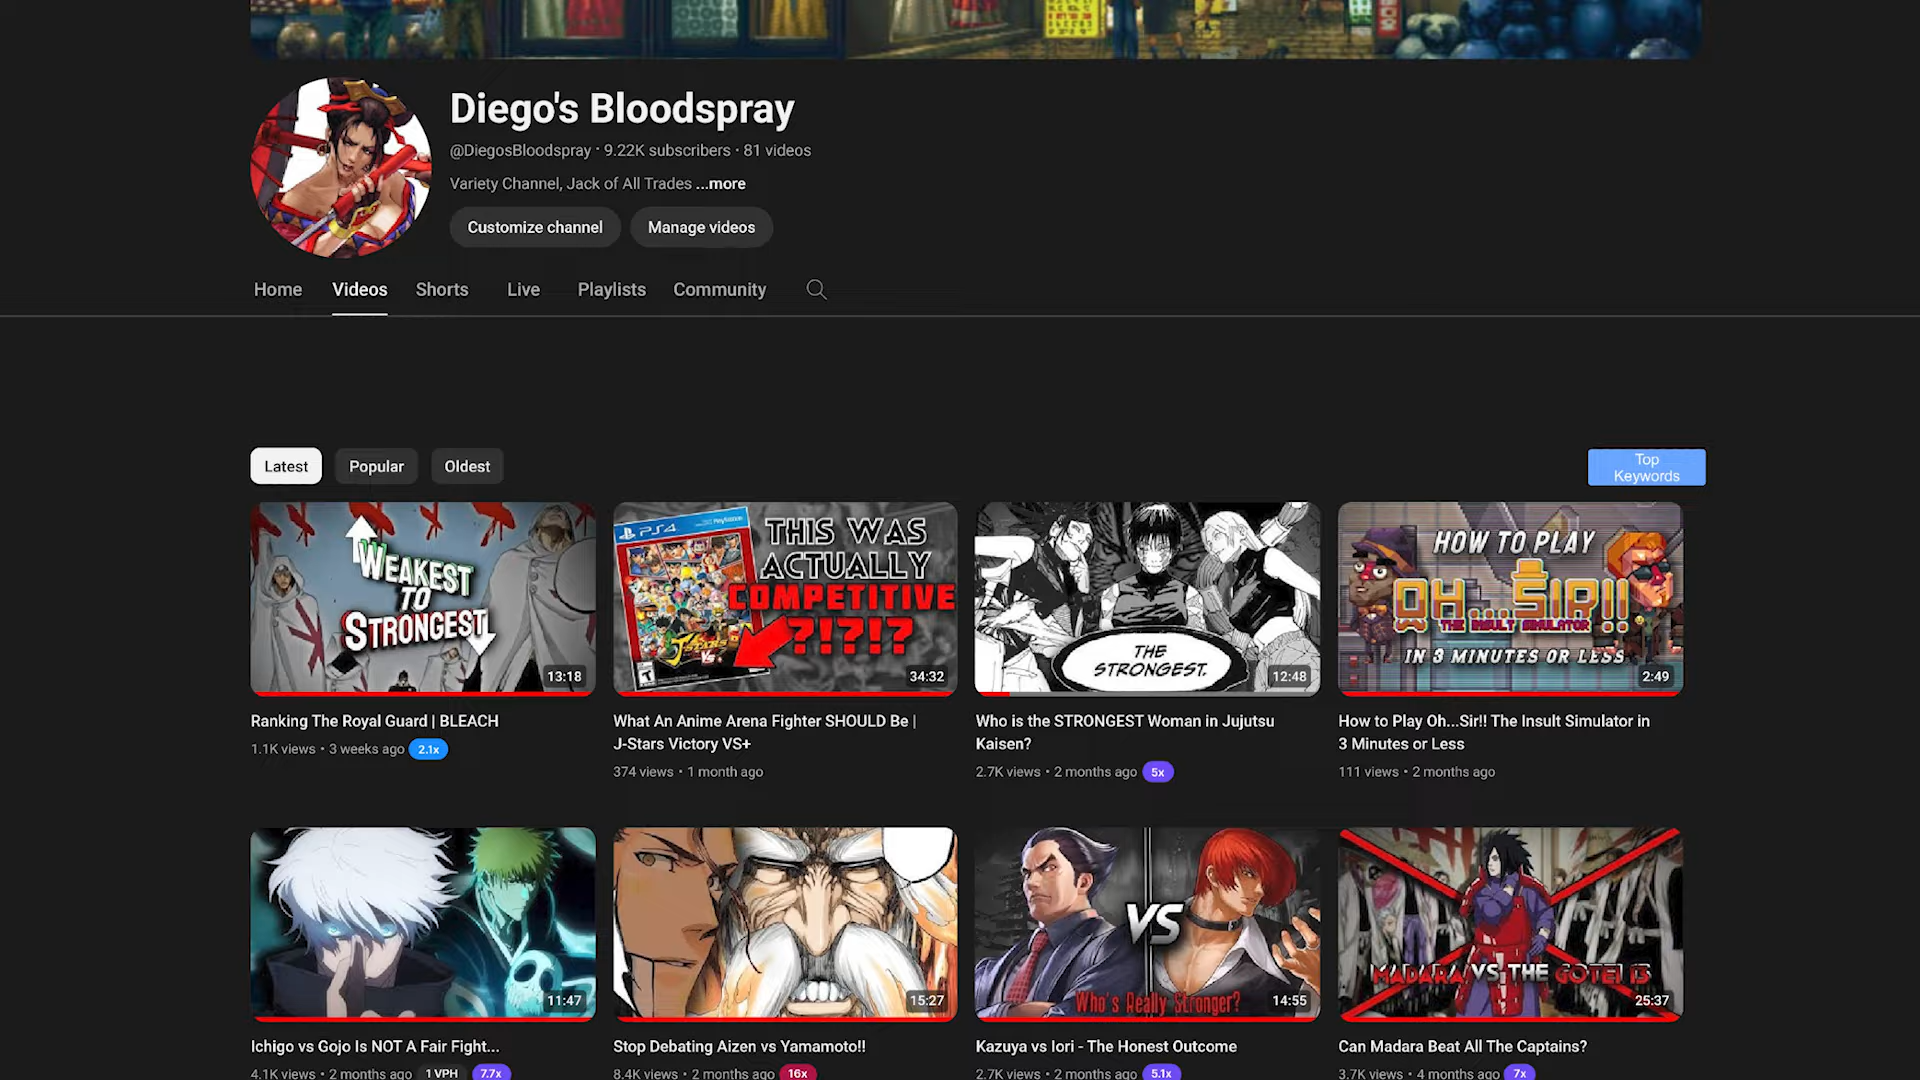 Diego's Bloodspray
@DiegosBloodspray · 9.22K subscribers · 81 videos
Variety Channel, Jack of All Trades ...more
Customize channel
Manage videos
Home
Videos
Shorts
Live
Playlists
Community
Latest
Popular
Oldest
Top
Keywords
WEAKEST
TO
STRONGEST
13:18
PS4
THIS WAS
ACTUALLY
COMPETITIVE
?!?!?
J-STARS
VS.
34:32
THE
STRONGEST.
12:48
HOW TO PLAY
OH...SIR!!
THE INSULT SIMULATOR
IN 3 MINUTES OR LESS
2:49
Ranking The Royal Guard | BLEACH
1.1K views • 3 weeks ago 2.1x
What An Anime Arena Fighter SHOULD Be |
J-Stars Victory VS+
374 views • 1 month ago
Who is the STRONGEST Woman in Jujutsu
Kaisen?
2.7K views • 2 months ago 5x
How to Play Oh...Sir!! The Insult Simulator in
3 Minutes or Less
111 views • 2 months ago
11:47
15:27
VS
Who's Really Stronger?
14:55
MADARA VS THE GOTEI 13
25:37
Ichigo vs Gojo Is NOT A Fair Fight...
4.1K views • 2 months ago 1 VPH 7.7x
Stop Debating Aizen vs Yamamoto!!
8.4K views • 2 months ago 16x
Kazuya vs Iori - The Honest Outcome
2.7K views • 2 months ago 5.1x
Can Madara Beat All The Captains?
3.7K views • 4 months ago 7x